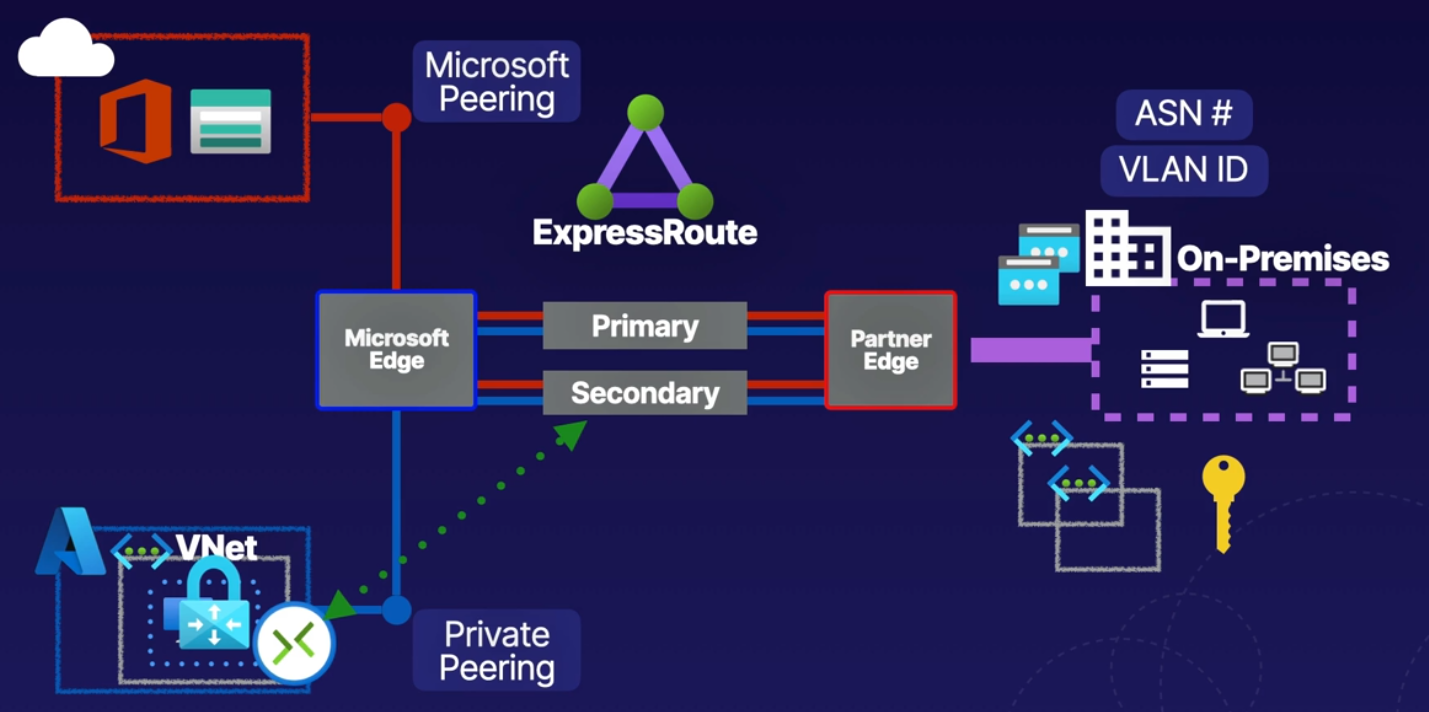 Microsoft
Peering
ExpressRoute
ASN #
VLAN ID
On-Premises
Microsoft
Edge
Primary
Secondary
Partner
Edge
VNet
Private
Peering